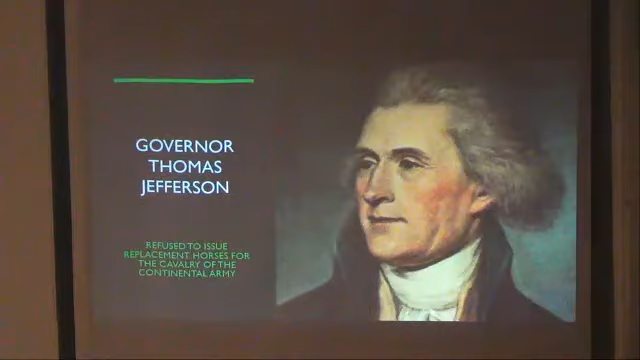 GOVERNOR
THOMAS
JEFFERSON
REFUSED TO ISSUE
REPLACEMENT HORSES FOR
THE CAVALRY OF THE
CONTINENTAL ARMY